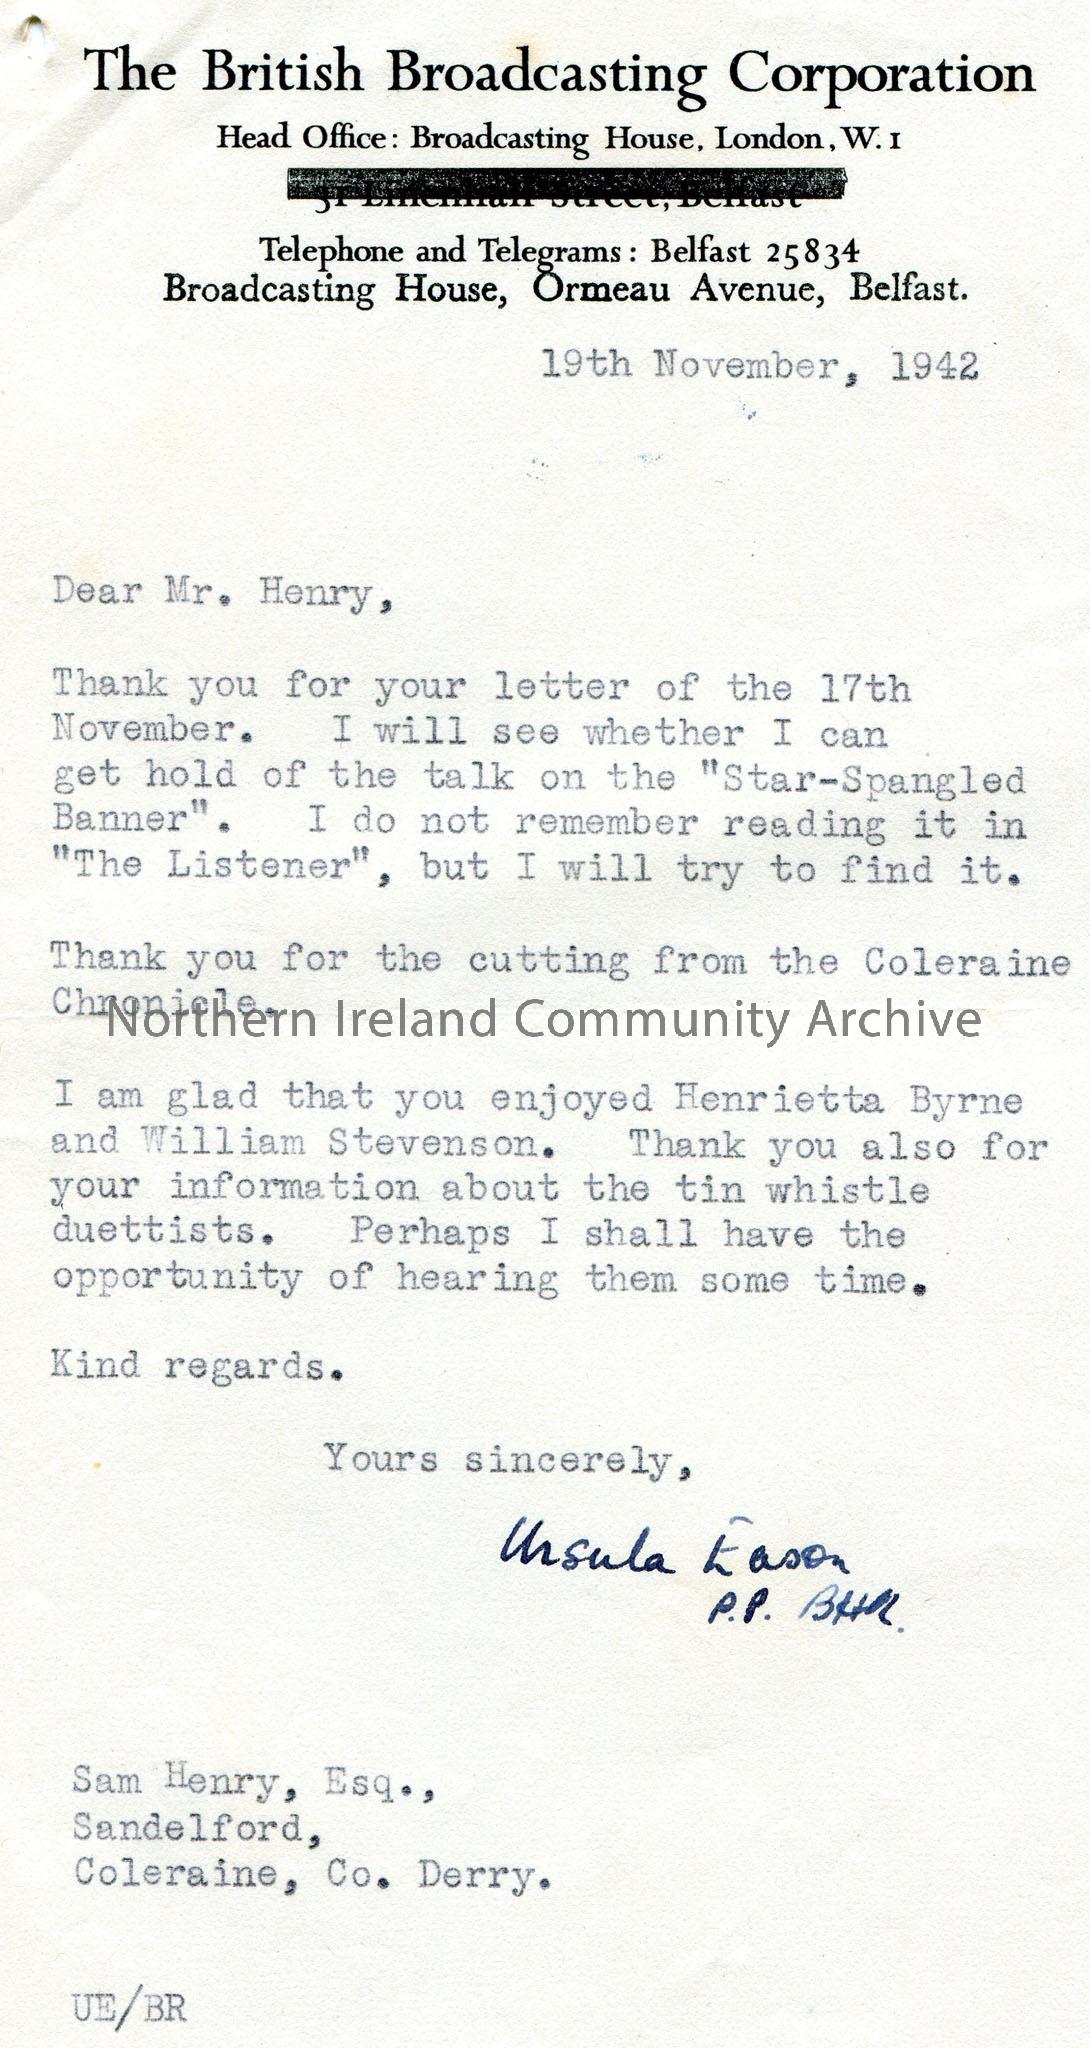 The British Broadcasting Corporation
Head Office: Broadcasting House, London, W. 1
31 Linenhall Street, Belfast
Telephone and Telegrams: Belfast 25834
Broadcasting House, Ormeau Avenue, Belfast.
19th November, 1942
Dear Mr. Henry,
Thank you for your letter of the 17th
November. I will see whether I can
get hold of the talk on the "Star-Spangled
Banner". I do not remember reading it in
"The Listener", but I will try to find it.
Thank you for the cutting from the Coleraine
Chronicle.
Northern Ireland Community Archive
I am glad that you enjoyed Henrietta Byrne
and William Stevenson. Thank you also for
your information about the tin whistle
duettists. Perhaps I shall have the
opportunity of hearing them some time.
Kind regards.
Yours sincerely,
Ursula Eason
P.P.
Sam Henry, Esq.,
Sandelford,
Coleraine, Co. Derry.
UE/BR